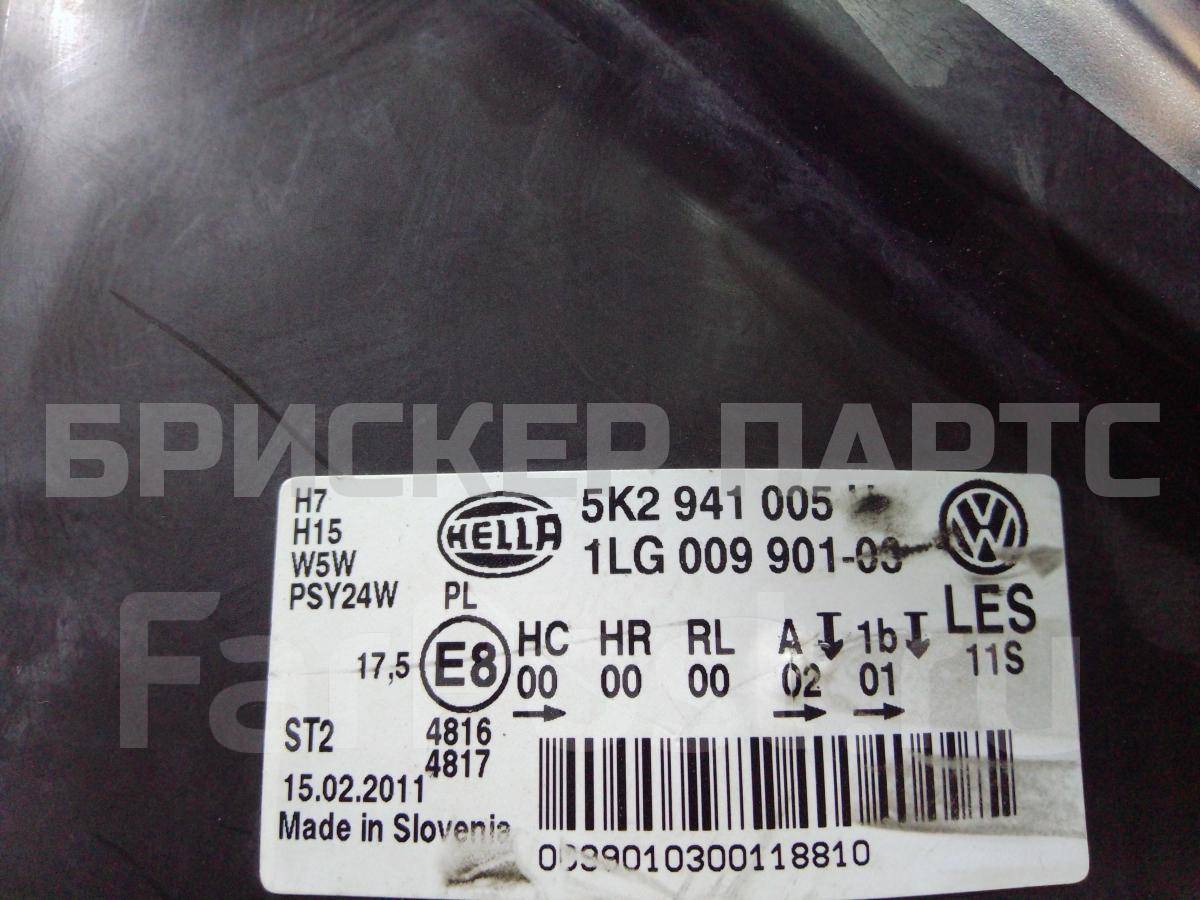 БРИСКЕР ПАРТС
H7
H15
W5W
PSY24W
HELLA
5K2 941 005
1LG 009 901-03
PL
LES
11S
17,5
E8
HC HR RL A 1b
00 00 00 02 01
ST2
4816
4817
15.02.2011
Made in Slovenia